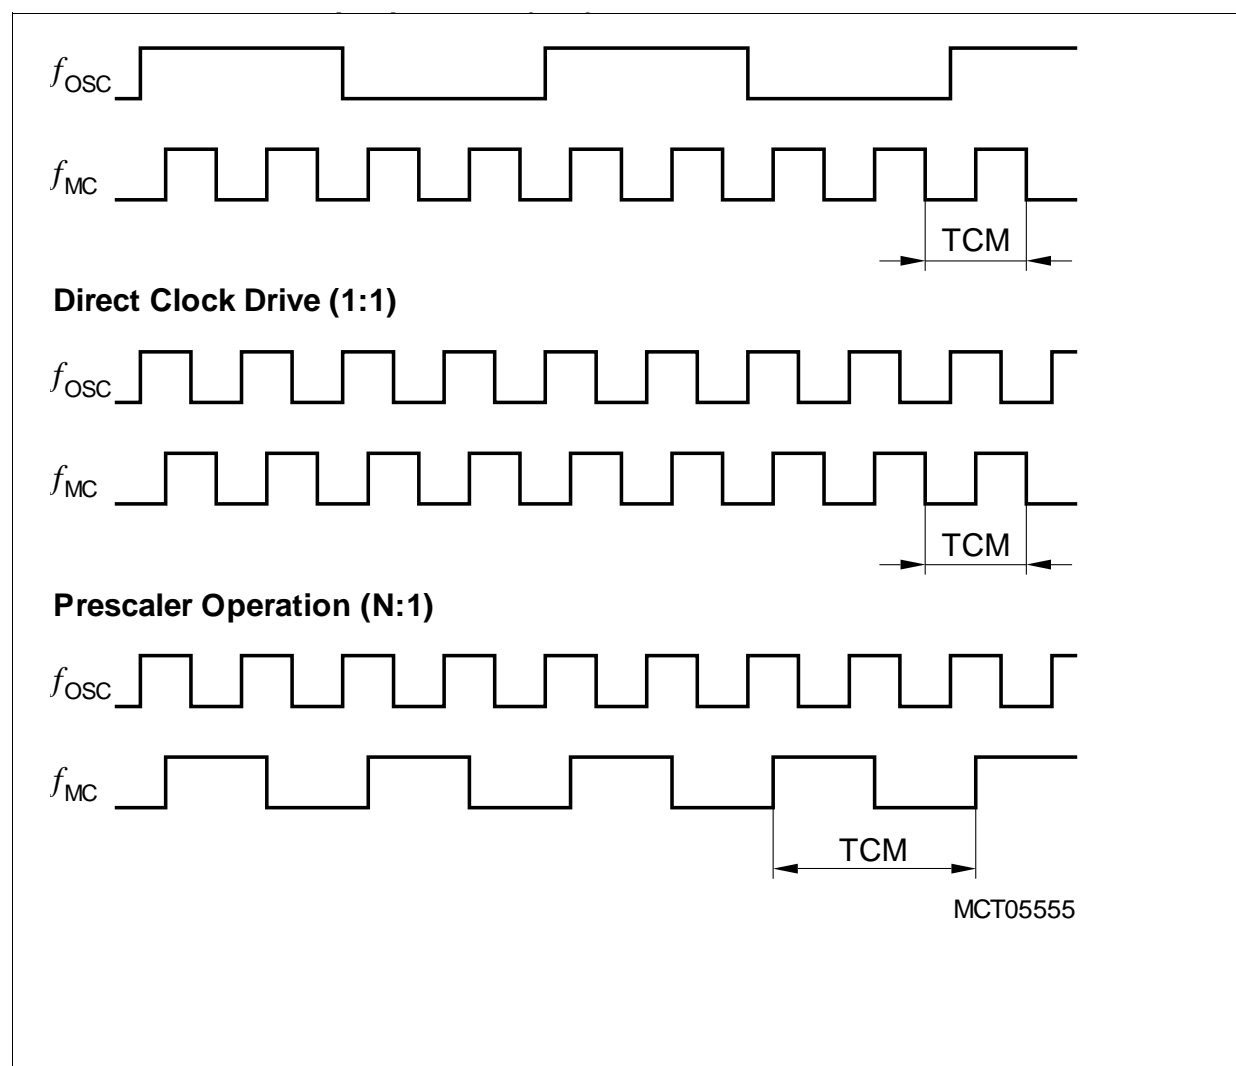 fOSC
fMC
TCM
Direct Clock Drive (1:1)
fOSC
fMC
TCM
Prescaler Operation (N:1)
fOSC
fMC
TCM
MCT05555